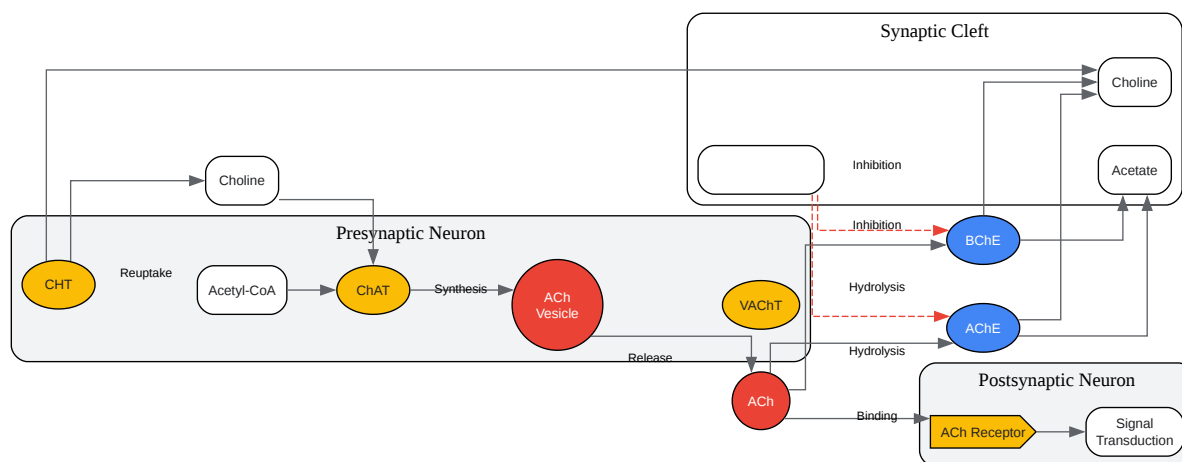 Synaptic Cleft
Choline
Inhibition
Acetate
Choline
Presynaptic Neuron
Inhibition
BChE
CHT
Reuptake
Acetyl-CoA
ChAT
Synthesis
ACh
Vesicle
VAChT
Hydrolysis
AChE
Release
Hydrolysis
Postsynaptic Neuron
ACh
Binding
ACh Receptor
Signal
Transduction